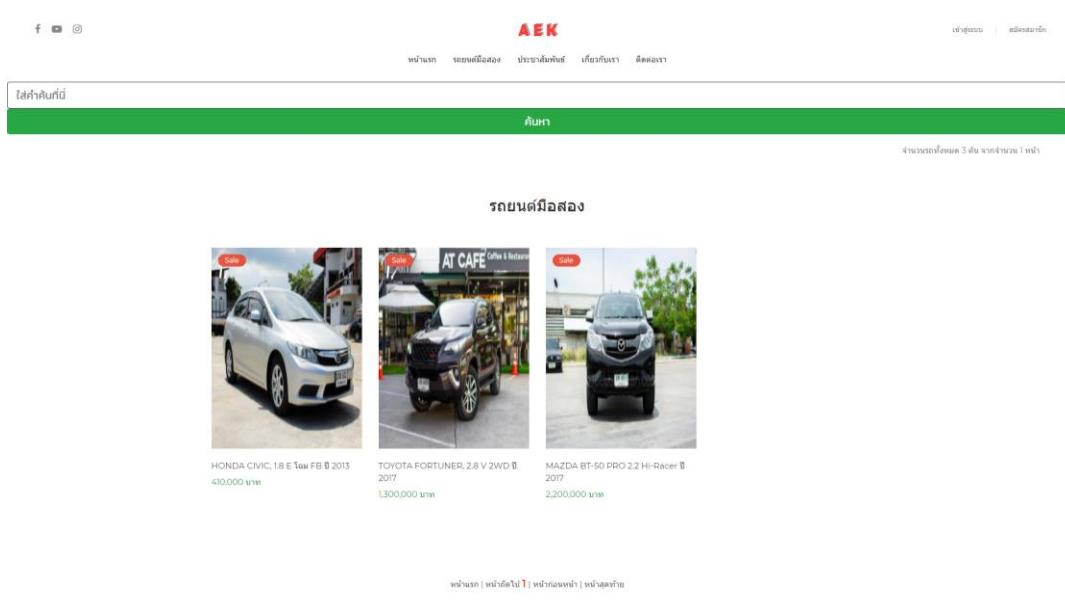 AEK
เข้าสู่ระบบ | สมัครสมาชิก
หน้าแรก รถยนต์มือสอง ประชาสัมพันธ์ เกี่ยวกับเรา ติดต่อเรา
ใส่คำค้นที่นี่
ค้นหา
จำนวนรถทั้งหมด 3 คัน จากจำนวน 1 หน้า
รถยนต์มือสอง
Sale
AT CAFE Coffee & Restaurant
Sale
Sale
HONDA CIVIC, 1.8 E โฉม FB ปี 2013
410,000 บาท
TOYOTA FORTUNER, 2.8 V 2WD ปี
2017
1,300,000 บาท
MAZDA BT-50 PRO 2.2 Hi-Racer ปี
2017
2,200,000 บาท
หน้าแรก | หน้าถัดไป 1 | หน้าก่อนหน้า | หน้าสุดท้าย